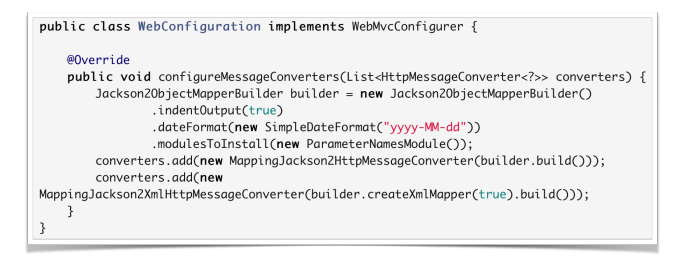 public class WebConfiguration implements WebMvcConfigurer {
    @Override
    public void configureMessageConverters(List<HttpMessageConverter<?>> converters) {
        Jackson2ObjectMapperBuilder builder = new Jackson2ObjectMapperBuilder()
                .indentOutput(true)
                .dateFormat(new SimpleDateFormat("yyyy-MM-dd"))
                .modulesToInstall(new ParameterNamesModule());
        converters.add(new MappingJackson2HttpMessageConverter(builder.build()));
        converters.add(new
MappingJackson2XmlHttpMessageConverter(builder.createXmlMapper(true).build()));
    }
}